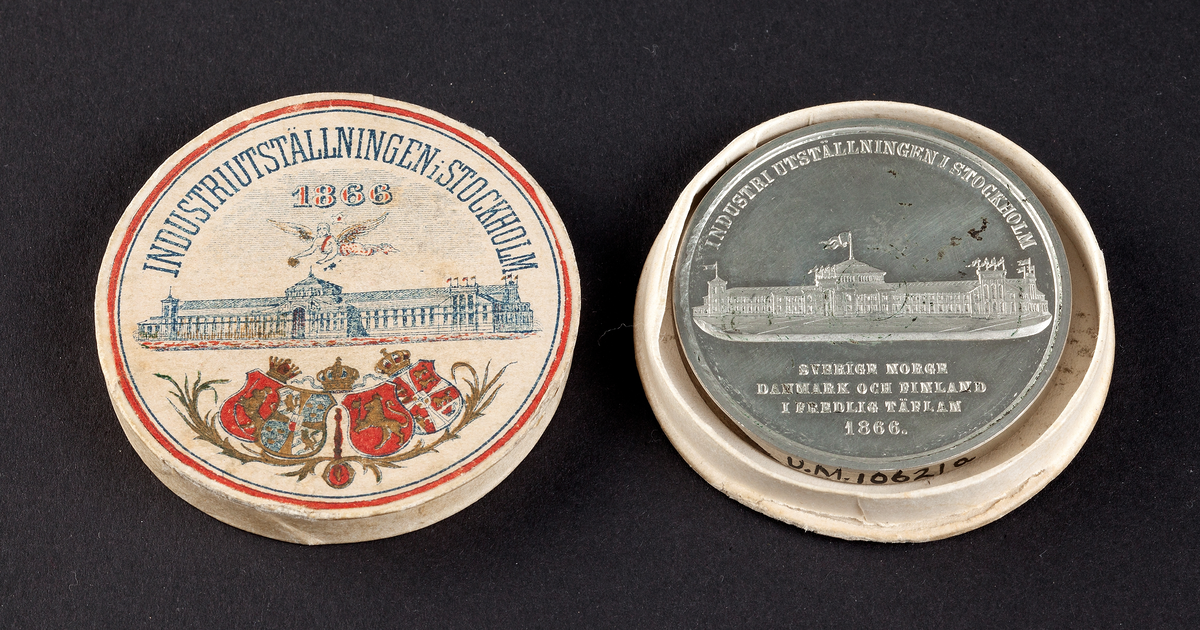 INDUSTRIUTSTÄLLNINGEN i STOCKHOLM.
1866
INDUSTRI UTSTÄLLNINGEN I STOCKHOLM
SVERIGE NORGE
DANMARK OCH FINLAND
I FREDLIG TÄFLAN
1866.
U.M.10621a